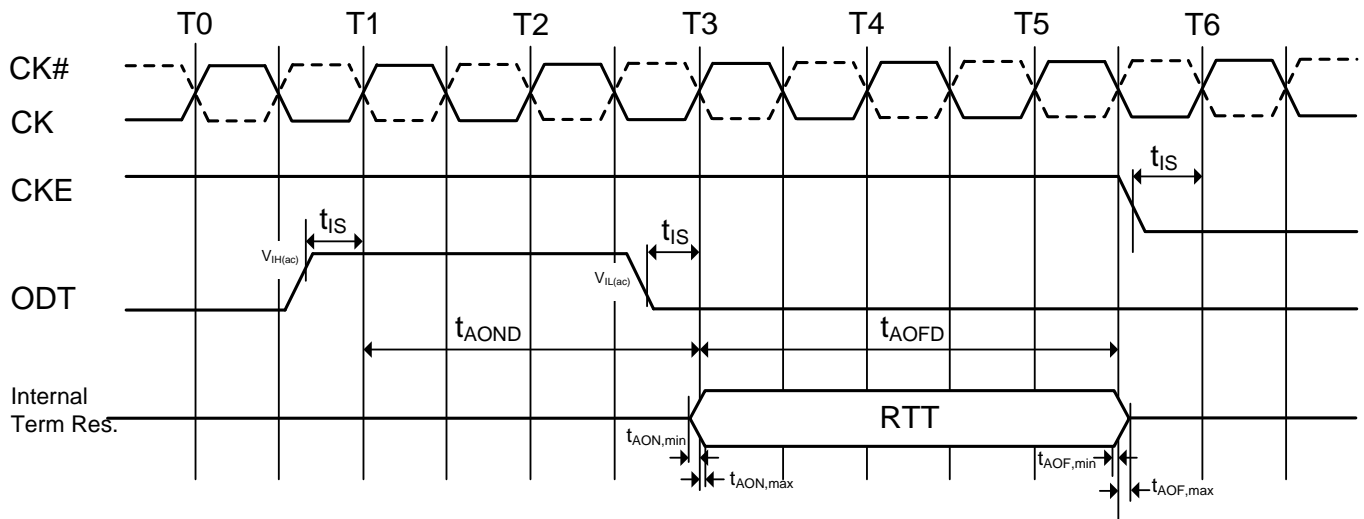 T0 T1 T2 T3 T4 T5 T6
CK#
CK
CKE
tIS
tIS
tIS
VIH(ac)
VIL(ac)
ODT
tAOND
tAOFD
Internal
Term Res.
RTT
tAON,min
tAOF,min
tAON,max
tAOF,max